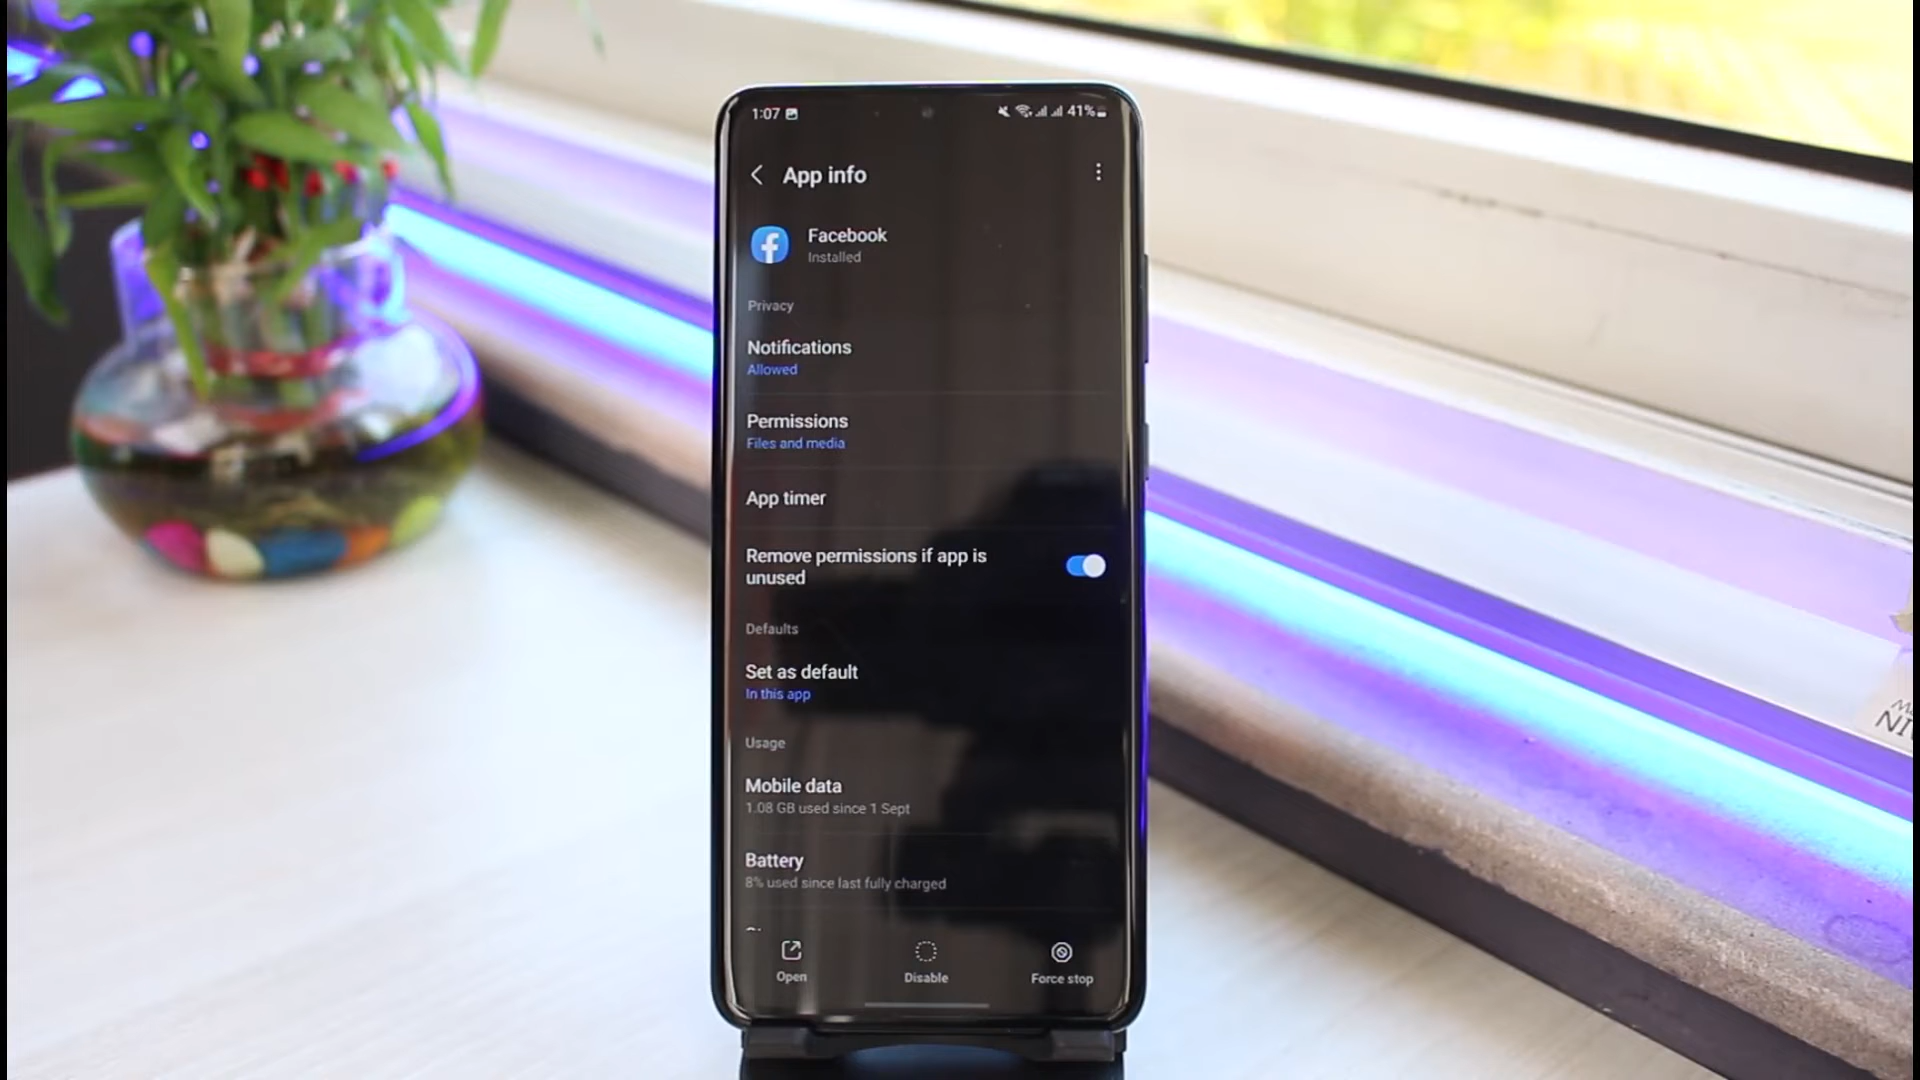 1:07
41%
App info
Facebook
Installed
Privacy
Notifications
Allowed
Permissions
Files and media
App timer
Remove permissions if app is
unused
Defaults
Set as default
In this app
Usage
Mobile data
1.08 GB used since 1 Sept
Battery
8% used since last fully charged
Open
Disable
Force stop